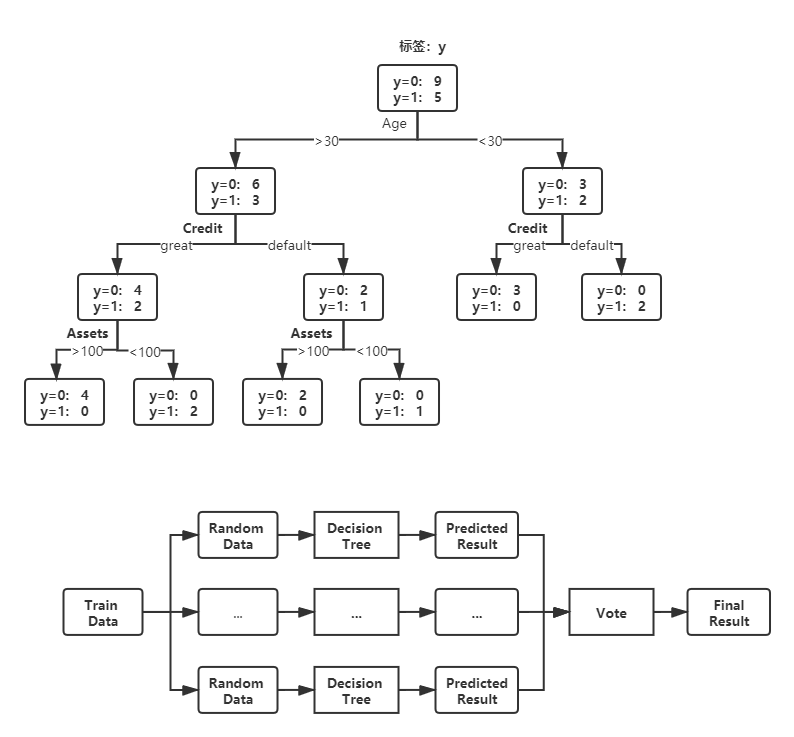 标签：y
y=0: 9
y=1: 5
Age
>30
<30
y=0: 6
y=1: 3
y=0: 3
y=1: 2
Credit
Credit
great
default
great
default
y=0: 4
y=1: 2
y=0: 2
y=1: 1
y=0: 3
y=1: 0
y=0: 0
y=1: 2
Assets
Assets
>100
<100
>100
<100
y=0: 4
y=1: 0
y=0: 0
y=1: 2
y=0: 2
y=1: 0
y=0: 0
y=1: 1
Random
Data
Decision
Tree
Predicted
Result
Train
Data
...
...
...
Vote
Final
Result
Random
Data
Decision
Tree
Predicted
Result